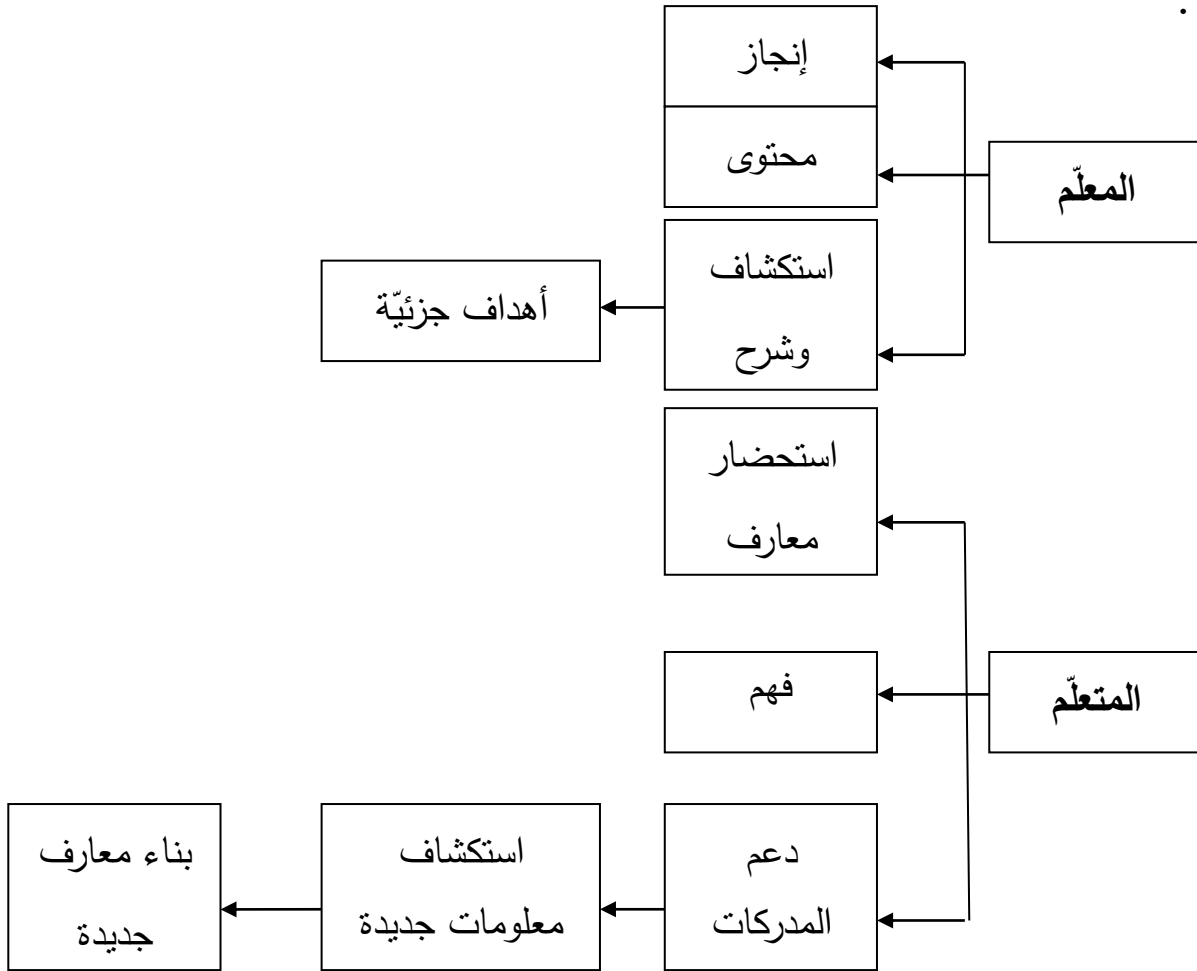 .
إنجاز
محتوى
المعلّم
استكشاف
وشرح
أهداف جزئيّة
استحضار
معارف
فهم
المتعلّم
دعم
المدركات
استكشاف
معلومات جديدة
بناء معارف
جديدة